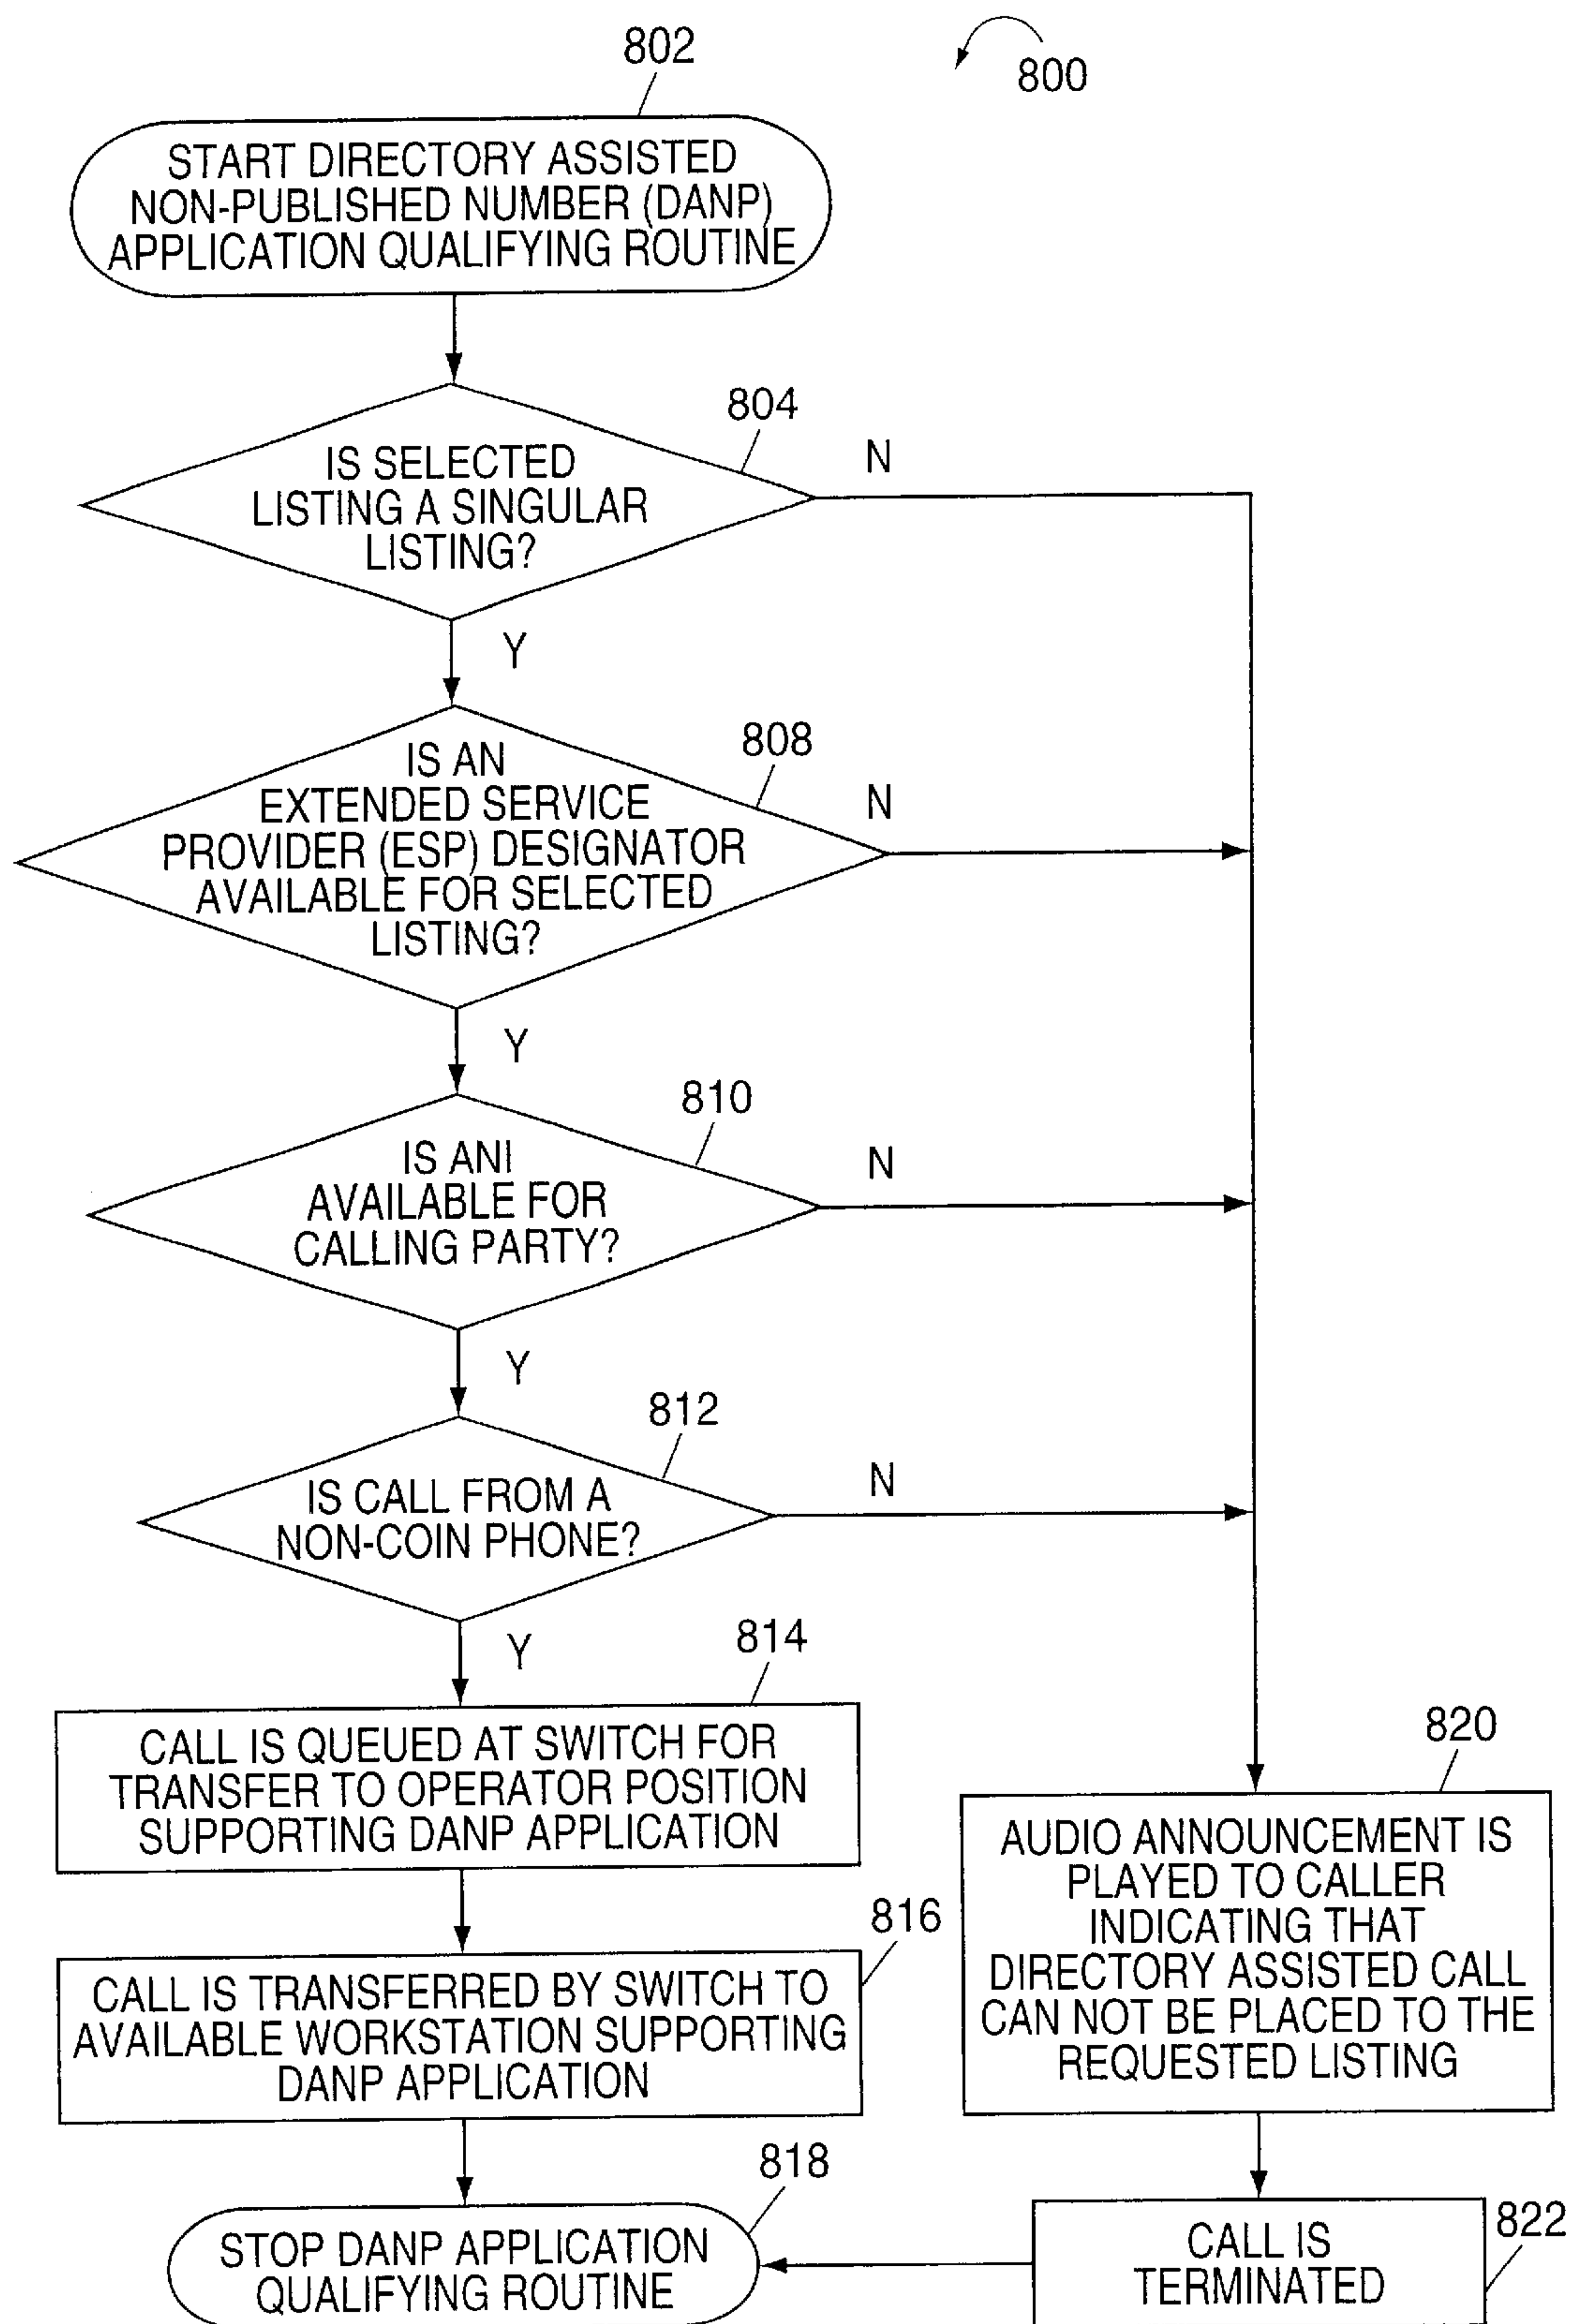 802
800
START DIRECTORY ASSISTED
NON-PUBLISHED NUMBER (DANP)
APPLICATION QUALIFYING ROUTINE
804
N
IS SELECTED
LISTING A SINGULAR
LISTING?
Y
808
N
IS AN
EXTENDED SERVICE
PROVIDER (ESP) DESIGNATOR
AVAILABLE FOR SELECTED
LISTING?
Y
810
N
IS ANI
AVAILABLE FOR
CALLING PARTY?
Y
812
N
IS CALL FROM A
NON-COIN PHONE?
Y
814
CALL IS QUEUED AT SWITCH FOR
TRANSFER TO OPERATOR POSITION
SUPPORTING DANP APPLICATION
816
CALL IS TRANSFERRED BY SWITCH TO
AVAILABLE WORKSTATION SUPPORTING
DANP APPLICATION
820
AUDIO ANNOUNCEMENT IS
PLAYED TO CALLER
INDICATING THAT
DIRECTORY ASSISTED CALL
CAN NOT BE PLACED TO THE
REQUESTED LISTING
818
STOP DANP APPLICATION
QUALIFYING ROUTINE
822
CALL IS
TERMINATED